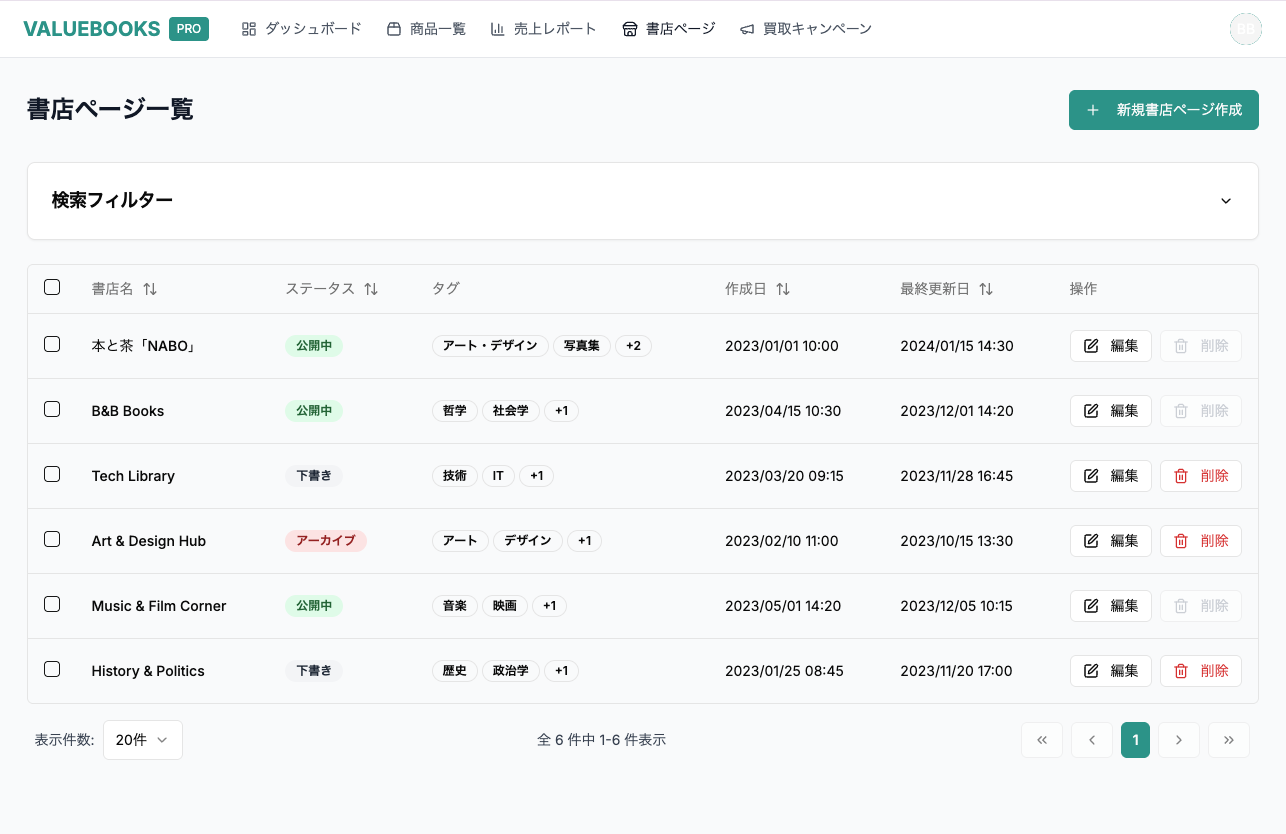 VALUEBOOKS PRO ダッシュボード 商品一覧 売上レポート 書店ページ 買取キャンペーン BB
書店ページ一覧 新規書店ページ作成
検索フィルター
書店名 ステータス タグ 作成日 最終更新日 操作
本と茶「NABO」 公開中 アート・デザイン 写真集 +2 2023/01/01 10:00 2024/01/15 14:30 編集 削除
B&B Books 公開中 哲学 社会学 +1 2023/04/15 10:30 2023/12/01 14:20 編集 削除
Tech Library 下書き 技術 IT +1 2023/03/20 09:15 2023/11/28 16:45 編集 削除
Art & Design Hub アーカイブ アート デザイン +1 2023/02/10 11:00 2023/10/15 13:30 編集 削除
Music & Film Corner 公開中 音楽 映画 +1 2023/05/01 14:20 2023/12/05 10:15 編集 削除
History & Politics 下書き 歴史 政治学 +1 2023/01/25 08:45 2023/11/20 17:00 編集 削除
表示件数: 20件 全 6 件中 1-6 件表示 1